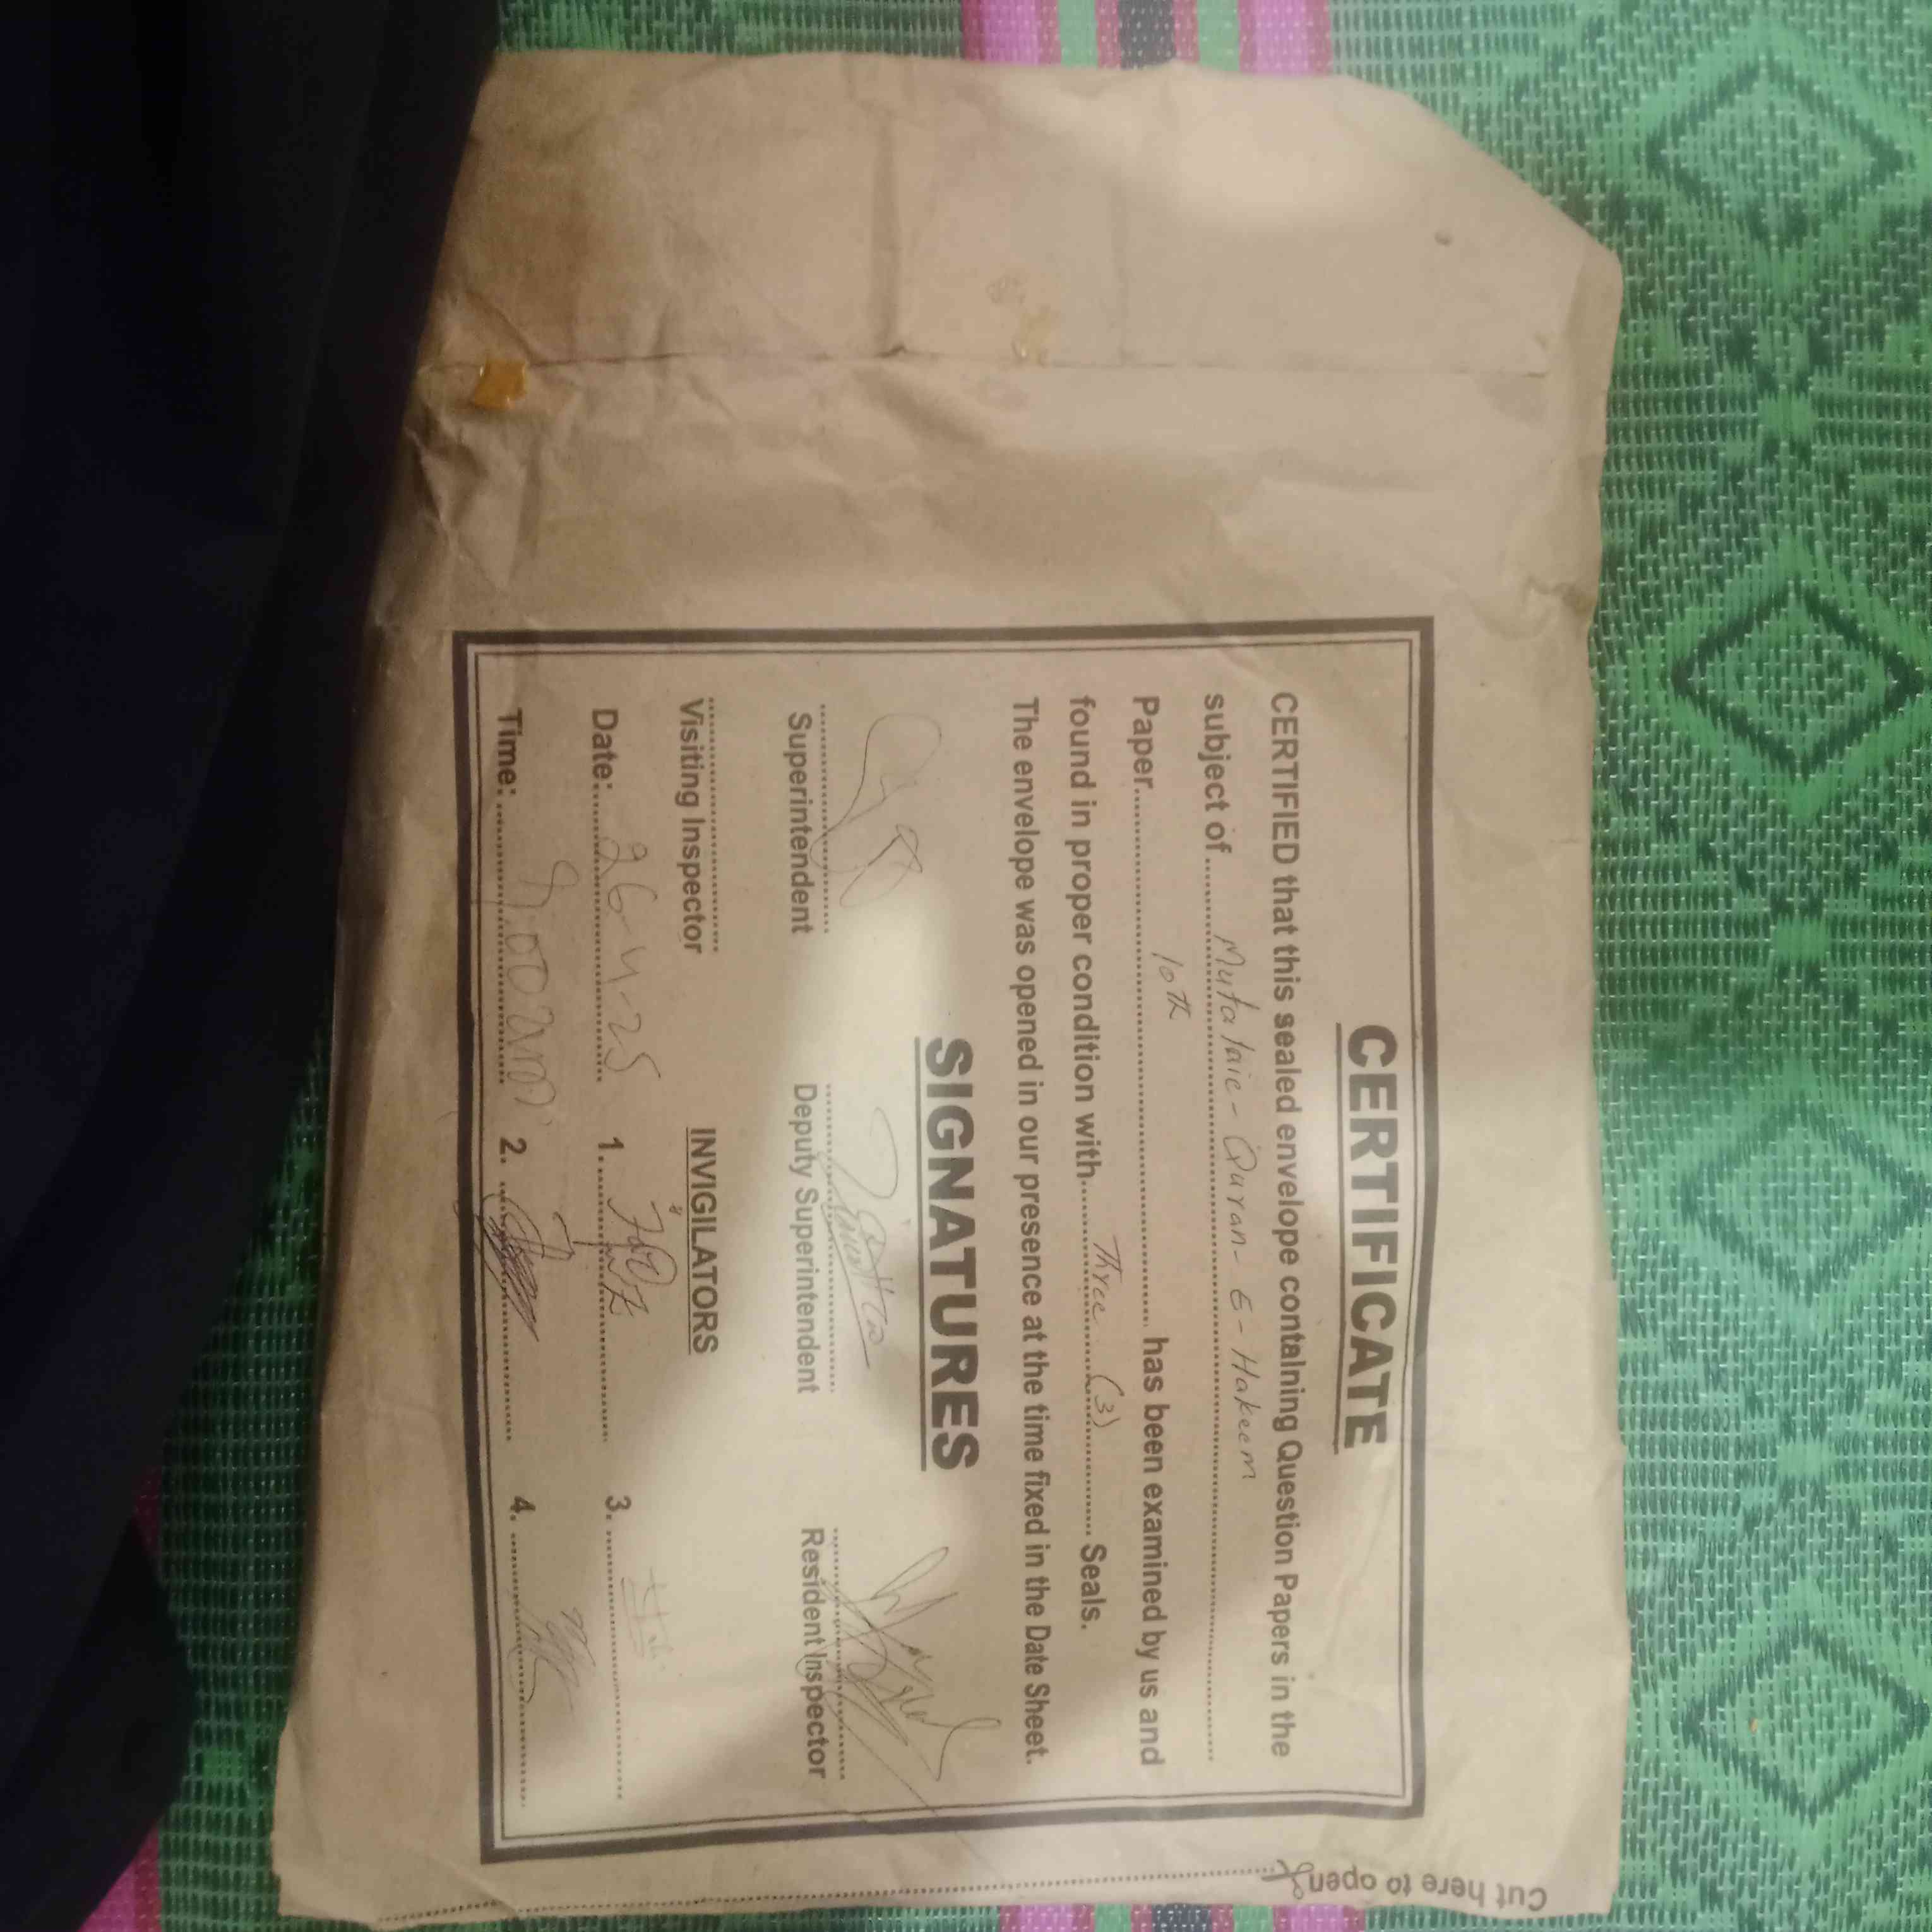 CERTIFICATE
CERTIFIED that this sealed envelope containing Question Papers in the
subject of Mutalaie-Quran-E-Hakeem
Paper 10th has been examined by us and
found in proper condition with Three (3) Seals.
The envelope was opened in our presence at the time fixed in the Date Sheet.
SIGNATURES
Superintendent Deputy Superintendent Resident Inspector
Visiting Inspector INVIGILATORS
Date: 26-4-25 1. 3.
Time: 9:00 am 2. 4.
Cut here to open